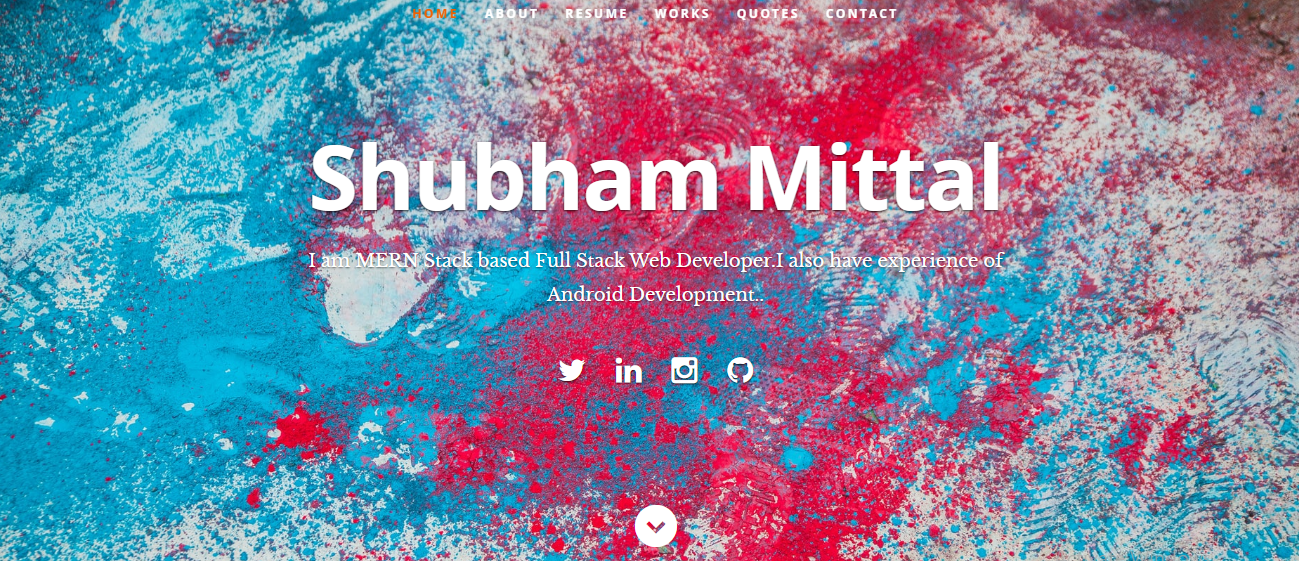 HOME ABOUT RESUME WORKS QUOTES CONTACT
Shubham Mittal
I am MERN Stack based Full Stack Web Developer.I also have experience of
Android Development..